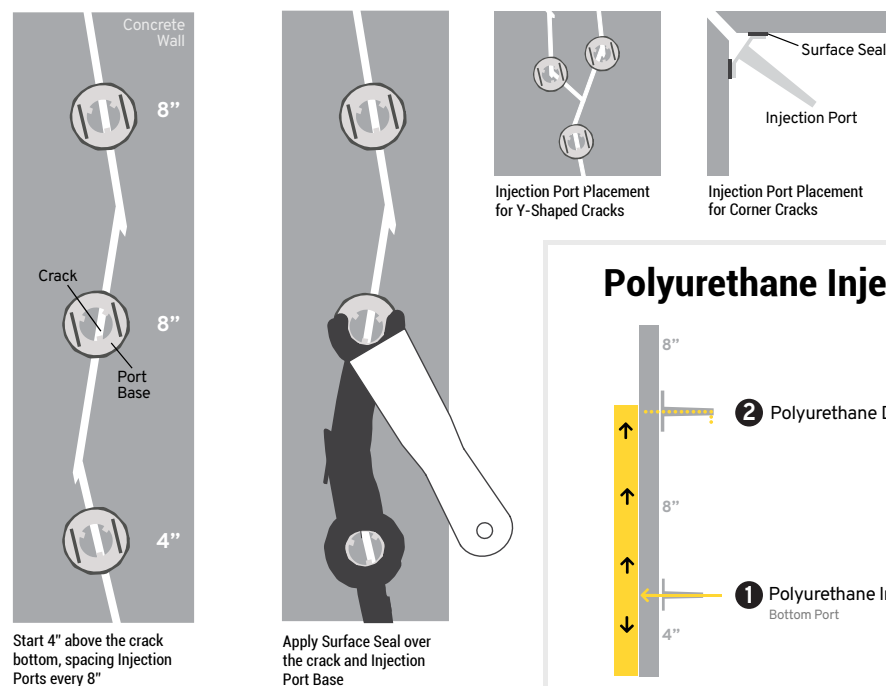 Concrete
Wall
8"
Crack
8"
Port
Base
4"
Start 4" above the crack
bottom, spacing Injection
Ports every 8"
Apply Surface Seal over
the crack and Injection
Port Base
Injection Port Placement
for Y-Shaped Cracks
Surface Seal
Injection Port
Injection Port Placement
for Corner Cracks
Polyurethane Inje
8"
2 Polyurethane D
8"
1 Polyurethane I
Bottom Port
4"